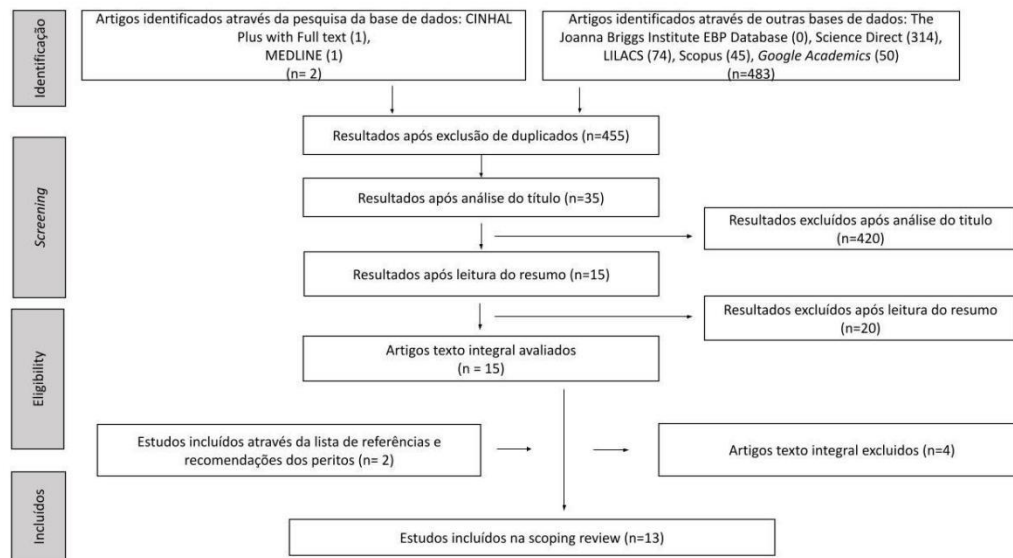 Identificação
Artigos identificados através da pesquisa da base de dados: CINHAL
Plus with Full text (1),
MEDLINE (1)
(n= 2)
Artigos identificados através de outras bases de dados: The
Joanna Briggs Institute EBP Database (0), Science Direct (314),
LILACS (74), Scopus (45), Google Academics (50)
(n=483)
Screening
Resultados após exclusão de duplicados (n=455)
Resultados após análise do título (n=35)
Resultados excluídos após análise do titulo
(n=420)
Resultados após leitura do resumo (n=15)
Resultados excluídos após leitura do resumo
(n=20)
Eligibility
Artigos texto integral avaliados
(n = 15)
Estudos incluídos através da lista de referências e
recomendações dos peritos (n= 2)
Artigos texto integral excluidos (n=4)
Incluídos
Estudos incluídos na scoping review (n=13)